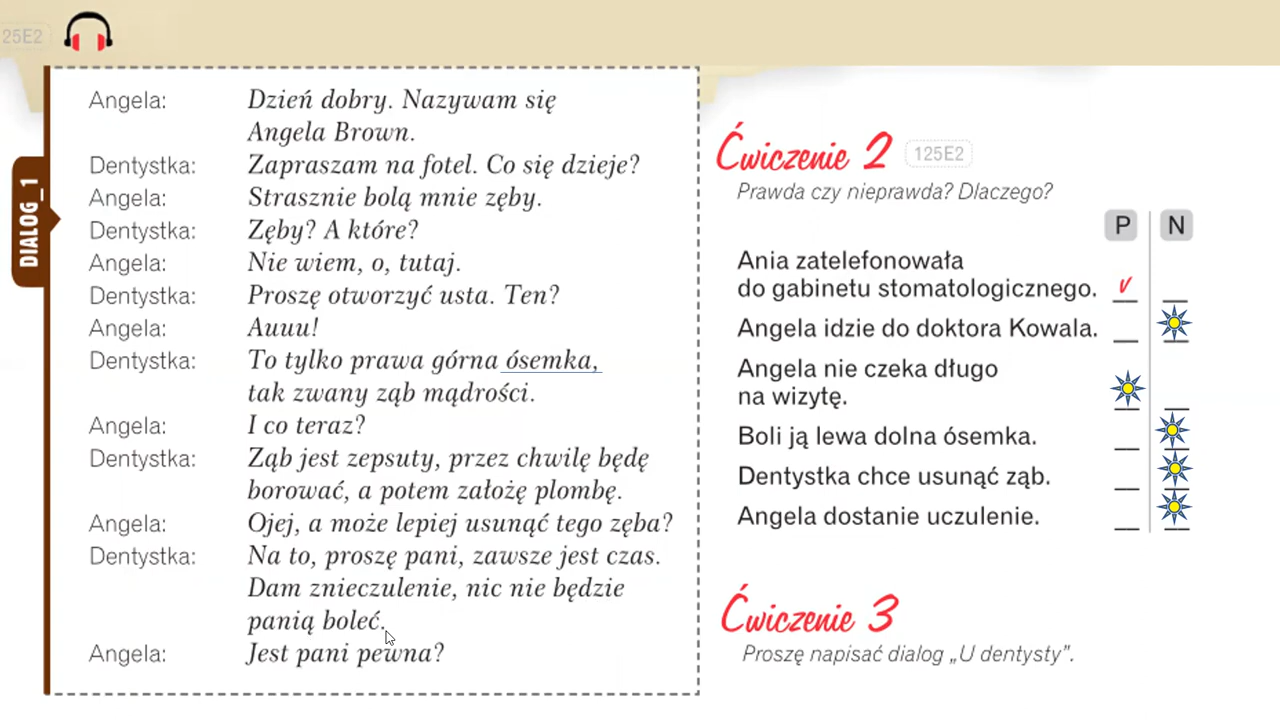 25E2
DIALOG_1
Angela: Dzień dobry. Nazywam się
Angela Brown.
Dentystka: Zapraszam na fotel. Co się dzieje?
Angela: Strasznie bolą mnie zęby.
Dentystka: Zęby? A które?
Angela: Nie wiem, o, tutaj.
Dentystka: Proszę otworzyć usta. Ten?
Angela: Auuu!
Dentystka: To tylko prawa górna ósemka,
tak zwany ząb mądrości.
Angela: I co teraz?
Dentystka: Ząb jest zepsuty, przez chwilę będę
borować, a potem założę plombę.
Angela: Ojej, a może lepiej usunąć tego zęba?
Dentystka: Na to, proszę pani, zawsze jest czas.
Dam znieczulenie, nic nie będzie
panią boleć.
Angela: Jest pani pewna?
Ćwiczenie 2 125E2
Prawda czy nieprawda? Dlaczego?
P N
Ania zatelefonowała
do gabinetu stomatologicznego.
Angela idzie do doktora Kowala.
Angela nie czeka długo
na wizytę.
Boli ją lewa dolna ósemka.
Dentystka chce usunąć ząb.
Angela dostanie uczulenie.
Ćwiczenie 3
Proszę napisać dialog „U dentysty”.